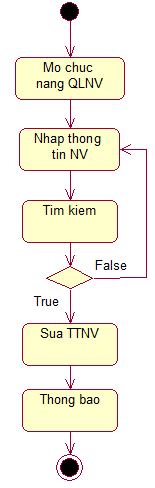 Mo chuc
nang QLNV
Nhap thong
tin NV
Tim kiem
False
True
Sua TTNV
Thong bao